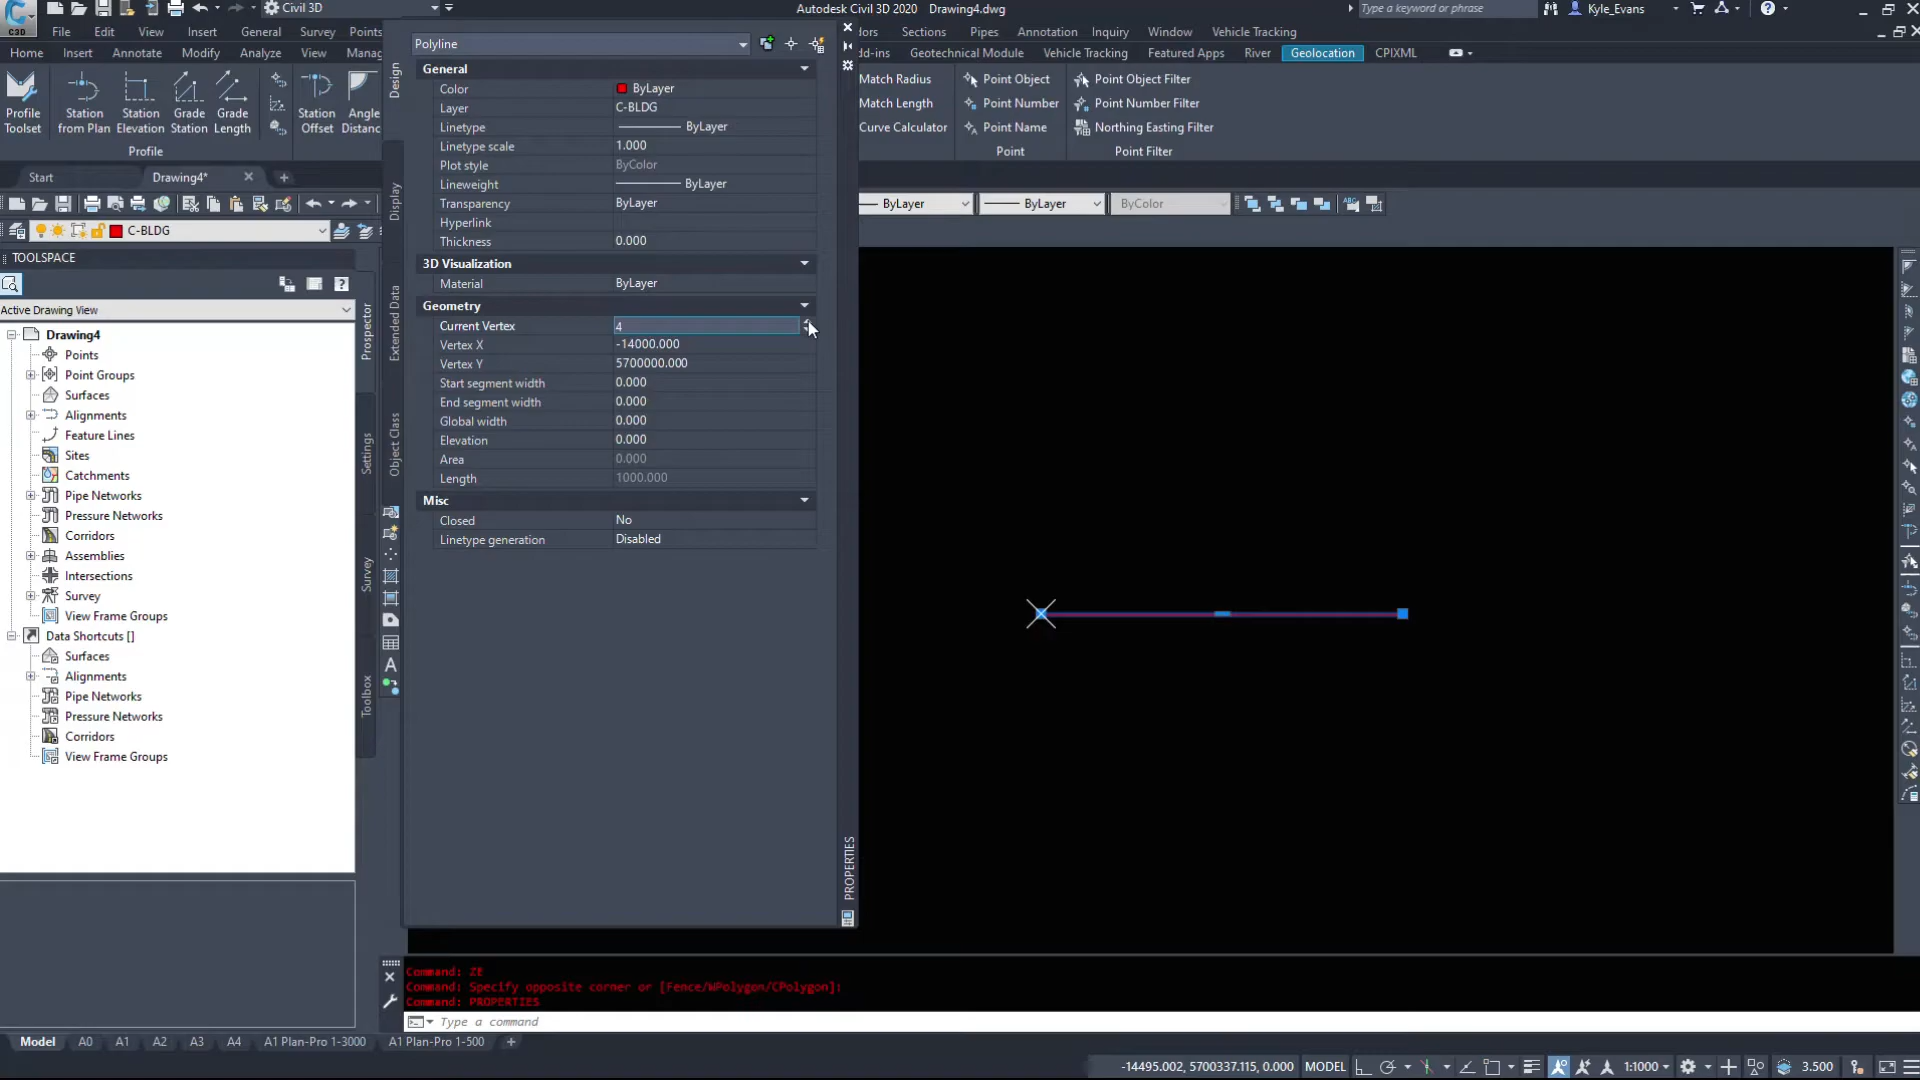 Civil 3D
Autodesk Civil 3D 2020 Drawing4.dwg
Type a keyword or phrase
Kyle_Evans
C3D
File Edit View Insert General Survey Points
Sections Pipes Annotation Inquiry Window Vehicle Tracking
Home Insert Annotate Modify Analyze View Manag
dd-ins Geotechnical Module Vehicle Tracking Featured Apps River Geolocation CPIXML
Profile Toolset
Station from Plan
Station Elevation
Grade Station
Grade Length
Station Offset
Angle Distanc
Profile
Match Radius
Match Length
Curve Calculator
Point Object
Point Number
Point Name
Point
Point Object Filter
Point Number Filter
Northing Easting Filter
Point Filter
Start Drawing4*
ByLayer ByLayer ByColor
C-BLDG
TOOLSPACE
Active Drawing View
Drawing4
Points
Point Groups
Surfaces
Alignments
Feature Lines
Sites
Catchments
Pipe Networks
Pressure Networks
Corridors
Assemblies
Intersections
Survey
View Frame Groups
Data Shortcuts []
Surfaces
Alignments
Pipe Networks
Pressure Networks
Corridors
View Frame Groups
Prospector
Settings
Survey
Toolbox
Design
Display
Extended Data
Object Class
Polyline
General
Color ByLayer
Layer C-BLDG
Linetype ByLayer
Linetype scale 1.000
Plot style ByColor
Lineweight ByLayer
Transparency ByLayer
Hyperlink
Thickness 0.000
3D Visualization
Material ByLayer
Geometry
Current Vertex 4
Vertex X -14000.000
Vertex Y 5700000.000
Start segment width 0.000
End segment width 0.000
Global width 0.000
Elevation 0.000
Area 0.000
Length 1000.000
Misc
Closed No
Linetype generation Disabled
PROPERTIES
Command: ZE
Command: Specify opposite corner or [Fence/WPolygon/CPolygon]:
Command: PROPERTIES
Type a command
Model A0 A1 A2 A3 A4 A1 Plan-Pro 1-3000 A1 Plan-Pro 1-500
-14495.002, 5700337.115, 0.000 MODEL 1:1000 3.500